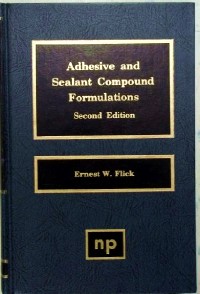 Adhesive and
Sealant Compound
Formulations
Second Edition
Ernest W. Flick
np